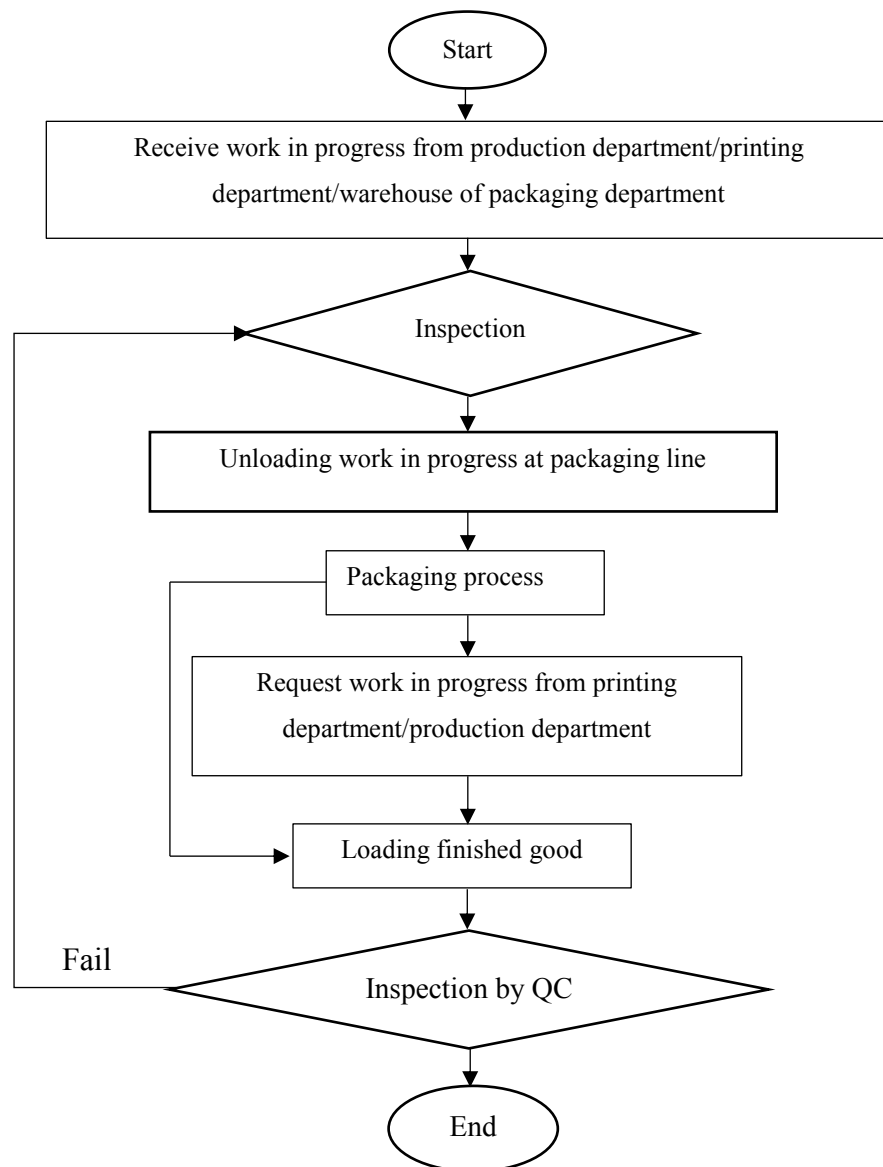 Start
Receive work in progress from production department/printing
department/warehouse of packaging department
Inspection
Unloading work in progress at packaging line
Packaging process
Request work in progress from printing
department/production department
Loading finished good
Fail
Inspection by QC
End